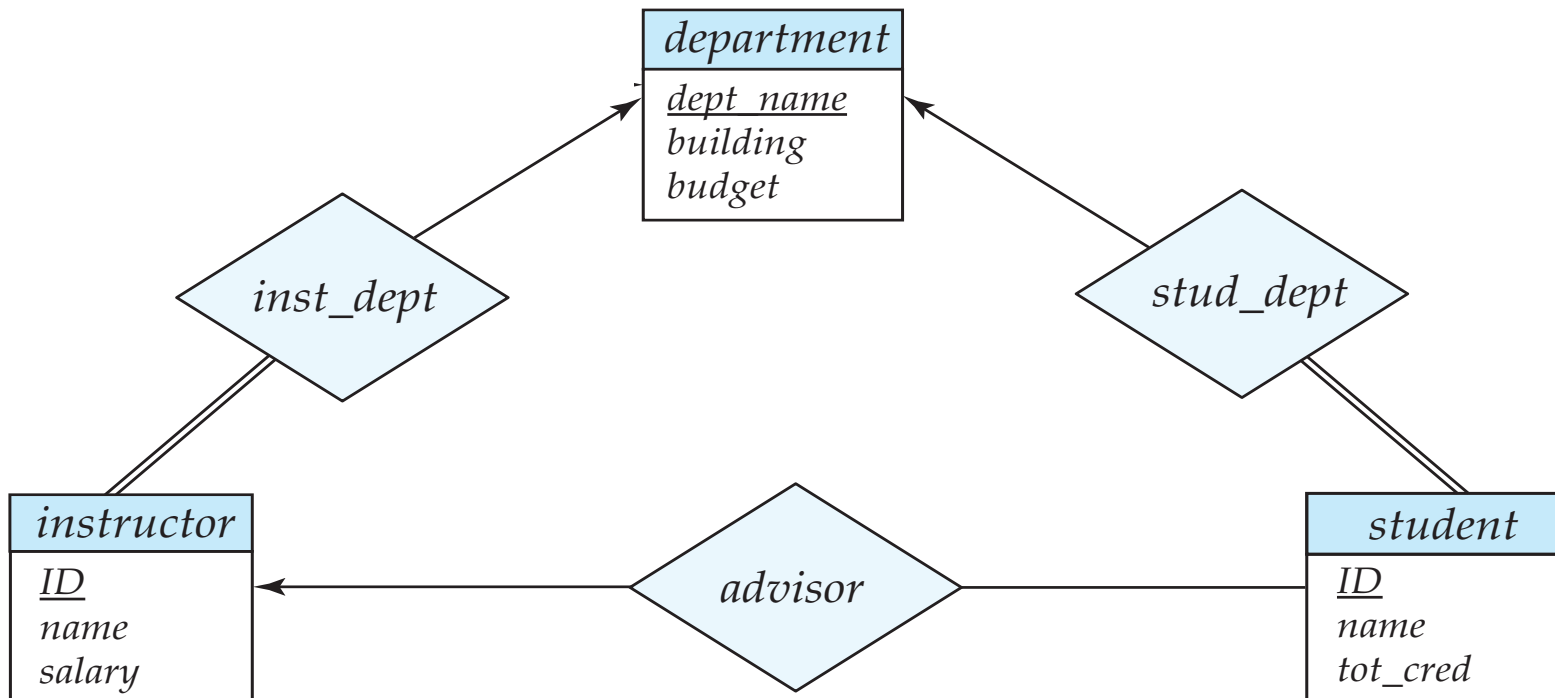 department
dept_name
building
budget
inst_dept
stud_dept
instructor
ID
name
salary
advisor
student
ID
name
tot_cred